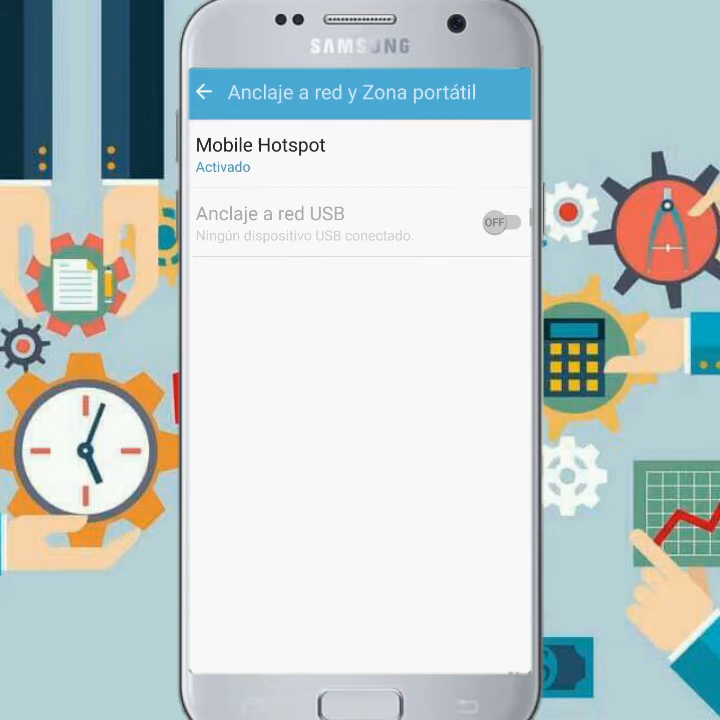 SAMSUNG
Anclaje a red y Zona portátil
Mobile Hotspot
Activado
Anclaje a red USB
OFF
Ningún dispositivo USB conectado.